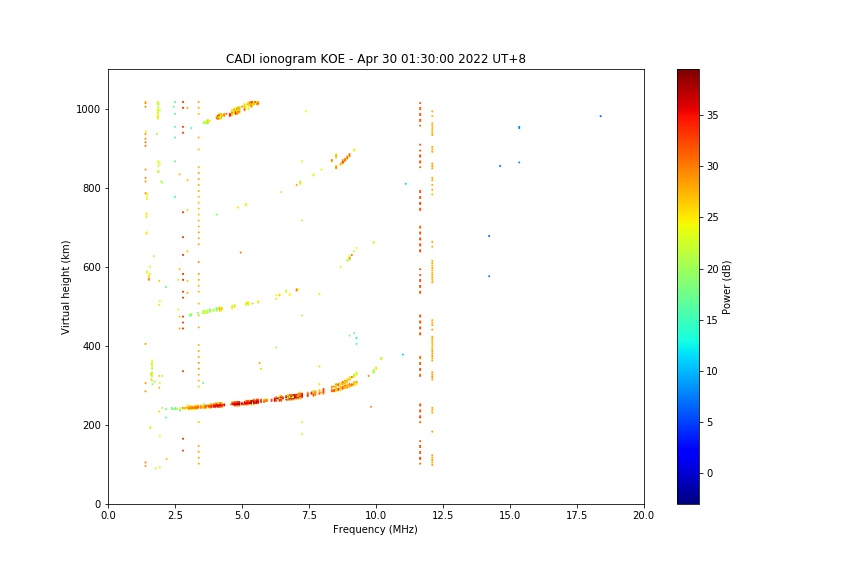 CADI ionogram KOE - Apr 30 01:30:00 2022 UT+8
1000
800
600
400
200
0
Virtual height (km)
0.0 2.5 5.0 7.5 10.0 12.5 15.0 17.5 20.0
Frequency (MHz)
35
30
25
20
15
10
5
0
Power (dB)